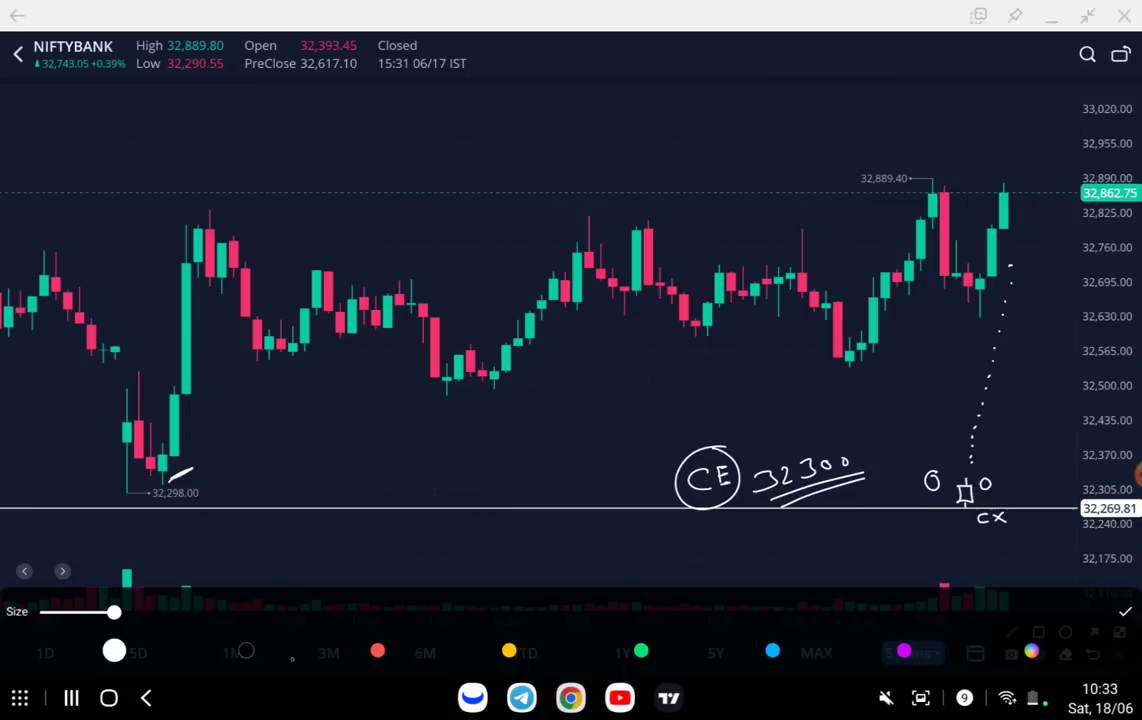 NIFTYBANK High 32,889.80 Open 32,393.45 Closed
▲32,743.05 +0.39% Low 32,290.55 PreClose 32,617.10 15:31 06/17 IST
33,020.00
32,955.00
32,889.40
32,890.00
32,862.75
32,825.00
32,760.00
32,695.00
32,630.00
32,565.00
32,500.00
32,435.00
32,370.00
CE 32300
O O
32,305.00
32,298.00
32,269.81
CX
32,240.00
32,175.00
Size
1D 5D 3M 6M 1Y 5Y MAX
9
10:33
Sat, 18/06